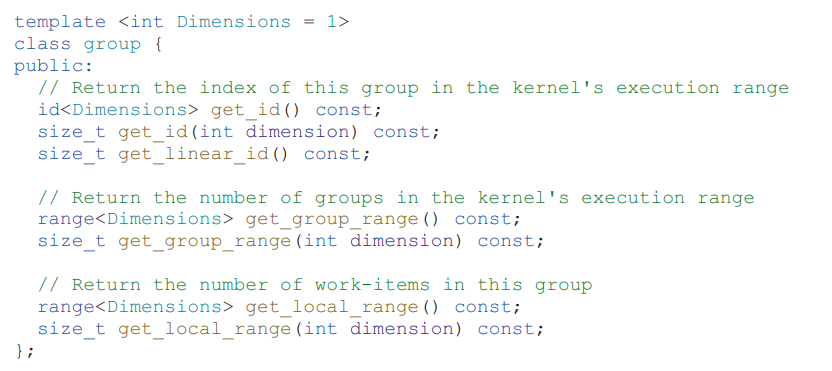 template <int Dimensions = 1>
class group {
public:
  // Return the index of this group in the kernel's execution range
  id<Dimensions> get_id() const;
  size_t get_id(int dimension) const;
  size_t get_linear_id() const;

  // Return the number of groups in the kernel's execution range
  range<Dimensions> get_group_range() const;
  size_t get_group_range(int dimension) const;

  // Return the number of work-items in this group
  range<Dimensions> get_local_range() const;
  size_t get_local_range(int dimension) const;
};